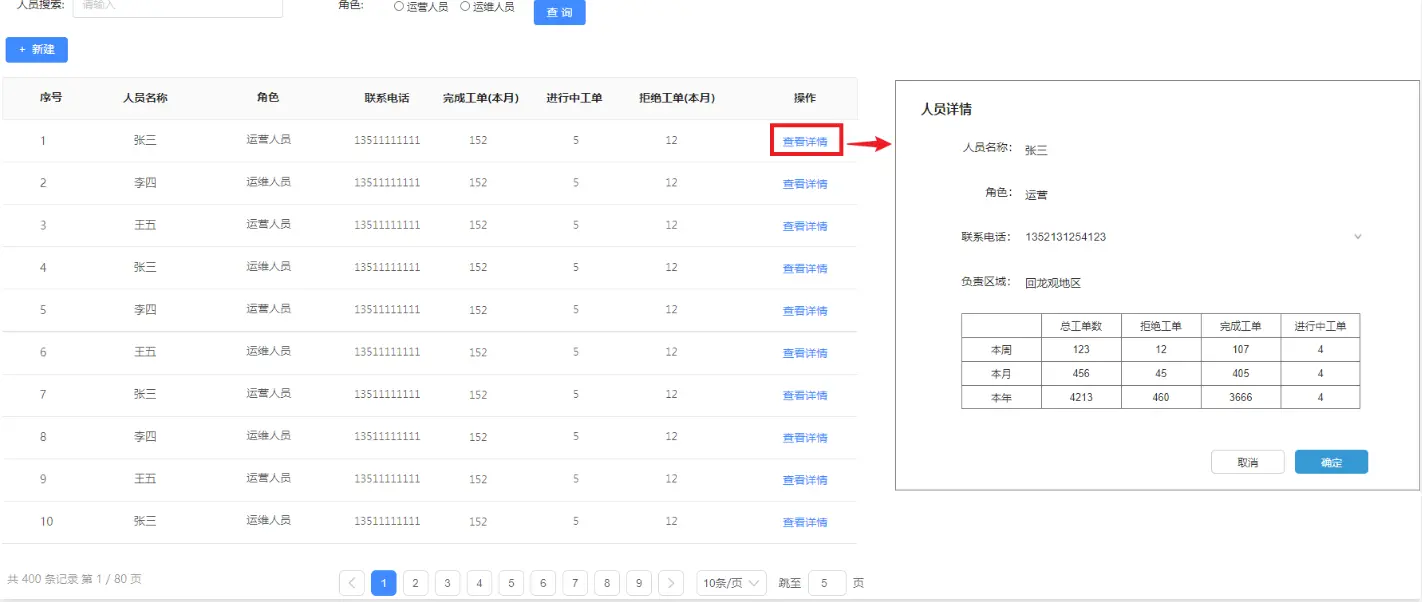 人员搜索: 请输入 角色: 运营人员 运维人员 查 询
+ 新建
序号 人员名称 角色 联系电话 完成工单(本月) 进行中工单 拒绝工单(本月) 操作
1 张三 运营人员 13511111111 152 5 12 查看详情
2 李四 运维人员 13511111111 152 5 12 查看详情
3 王五 运营人员 13511111111 152 5 12 查看详情
4 张三 运维人员 13511111111 152 5 12 查看详情
5 李四 运营人员 13511111111 152 5 12 查看详情
6 王五 运维人员 13511111111 152 5 12 查看详情
7 张三 运营人员 13511111111 152 5 12 查看详情
8 李四 运维人员 13511111111 152 5 12 查看详情
9 王五 运营人员 13511111111 152 5 12 查看详情
10 张三 运维人员 13511111111 152 5 12 查看详情
共 400 条记录 第 1 / 80 页 1 2 3 4 5 6 7 8 9 10条/页 跳至 5 页
人员详情
人员名称: 张三
角色: 运营
联系电话: 1352131254123
负责区域: 回龙观地区
总工单数 拒绝工单 完成工单 进行中工单
本周 123 12 107 4
本月 456 45 405 4
本年 4213 460 3666 4
取消 确定